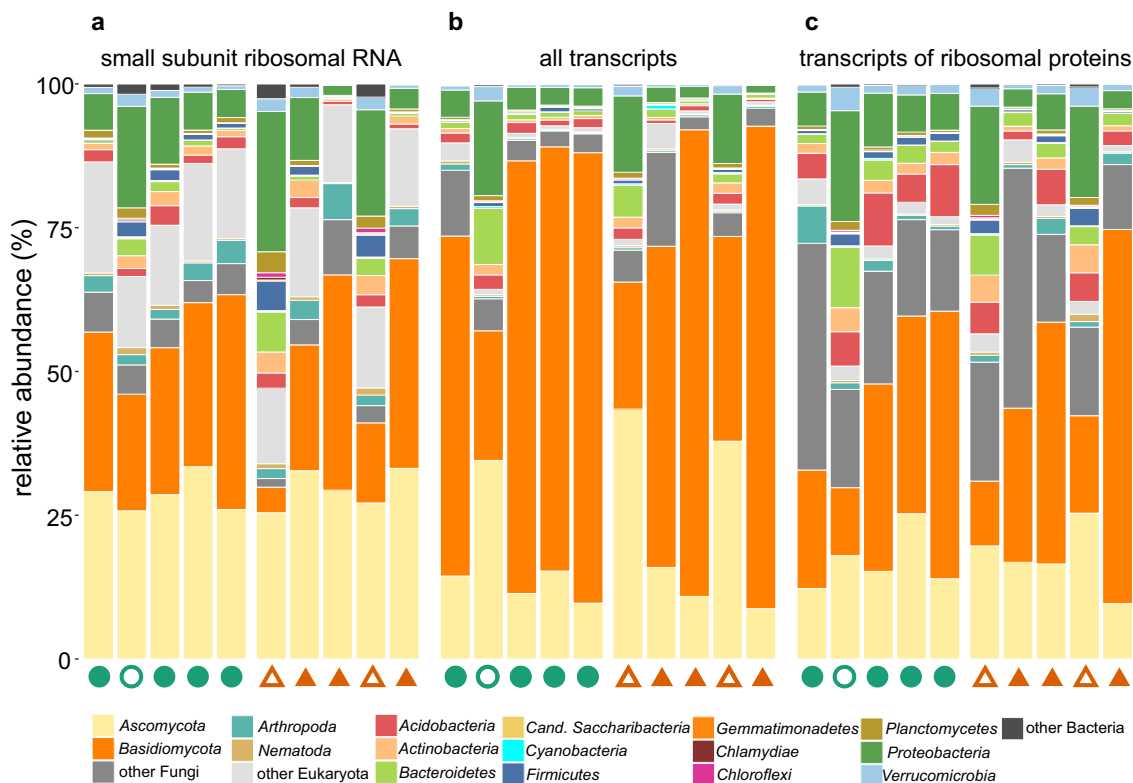 a
b
c
small subunit ribosomal RNA
all transcripts
transcripts of ribosomal proteins
relative abundance (%)
100
75
50
25
0
Ascomycota
Arthropoda
Acidobacteria
Cand. Saccharibacteria
Gemmatimonadetes
Planctomycetes
other Bacteria
Basidiomycota
Nematoda
Actinobacteria
Cyanobacteria
Chlamydiae
Proteobacteria
other Fungi
other Eukaryota
Bacteroidetes
Firmicutes
Chloroflexi
Verrucomicrobia